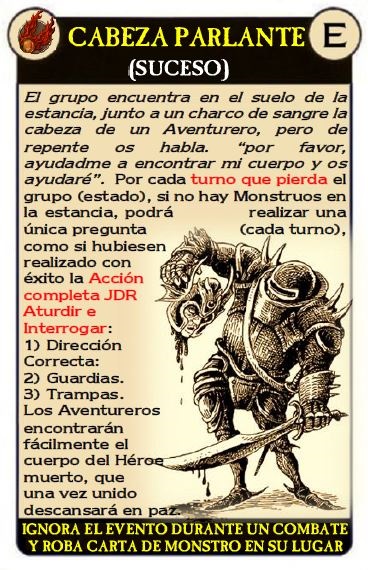 CABEZA PARLANTE
E
(SUCESO)
El grupo encuentra en el suelo de la
estancia, junto a un charco de sangre la
cabeza de un Aventurero, pero de
repente os habla. “por favor,
ayudadme a encontrar mi cuerpo y os
ayudaré”. Por cada turno que pierda el
grupo (estado), si no hay Monstruos en
la estancia, podrá realizar una
única pregunta (cada turno),
como si hubiesen
realizado con
éxito la Acción
completa JDR
Aturdir e
Interrogar:
1) Dirección
Correcta:
2) Guardias.
3) Trampas.
Los Aventureros
encontrarán
fácilmente el
cuerpo del Héroe
muerto, que
una vez unido
descansará en paz.
IGNORA EL EVENTO DURANTE UN COMBATE
Y ROBA CARTA DE MONSTRO EN SU LUGAR